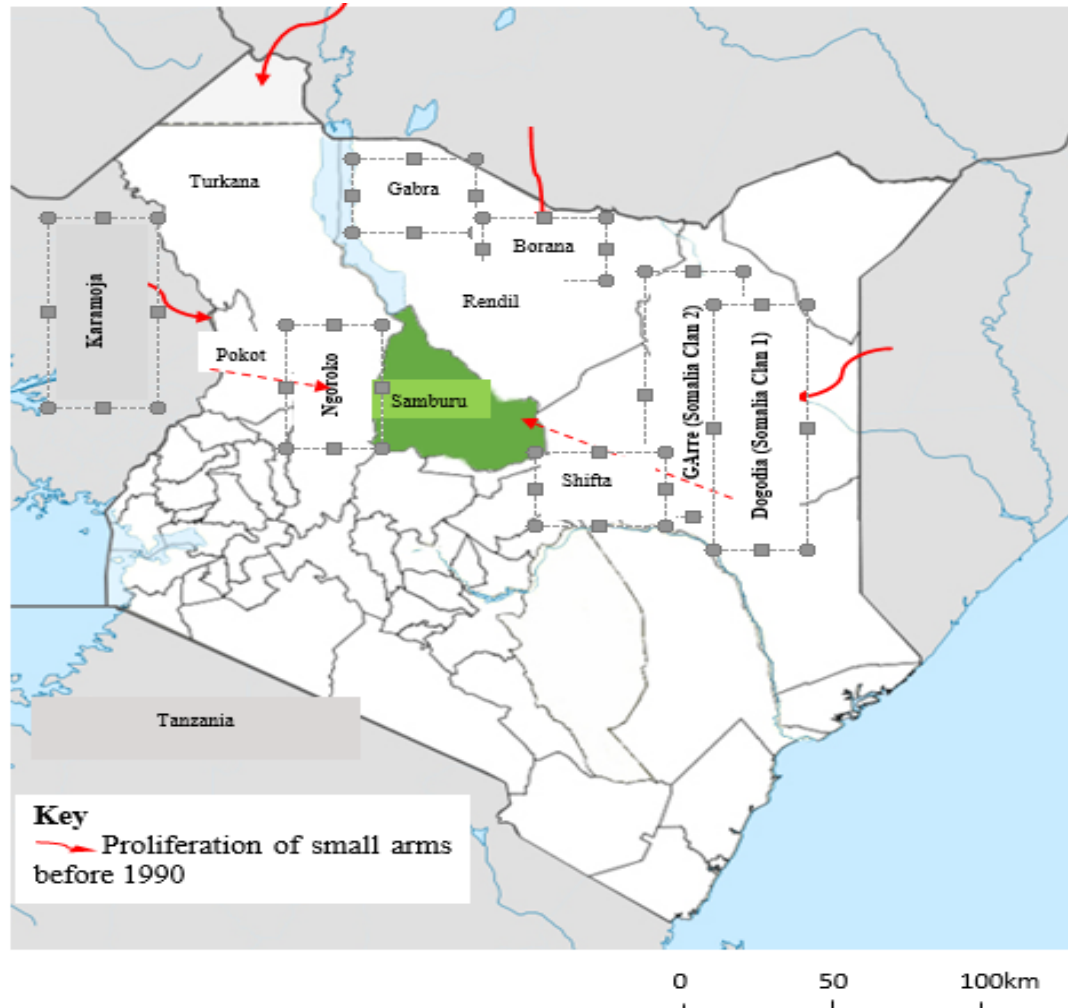 Turkana
Gabra
Borana
Rendil
Karamoja
Pokot
Ngoroko
Samburu
Shifta
GArre (Somalia Clan 2)
Dogodia (Somalia Clan 1)
Tanzania
Key
Proliferation of small arms
before 1990
0 50 100km